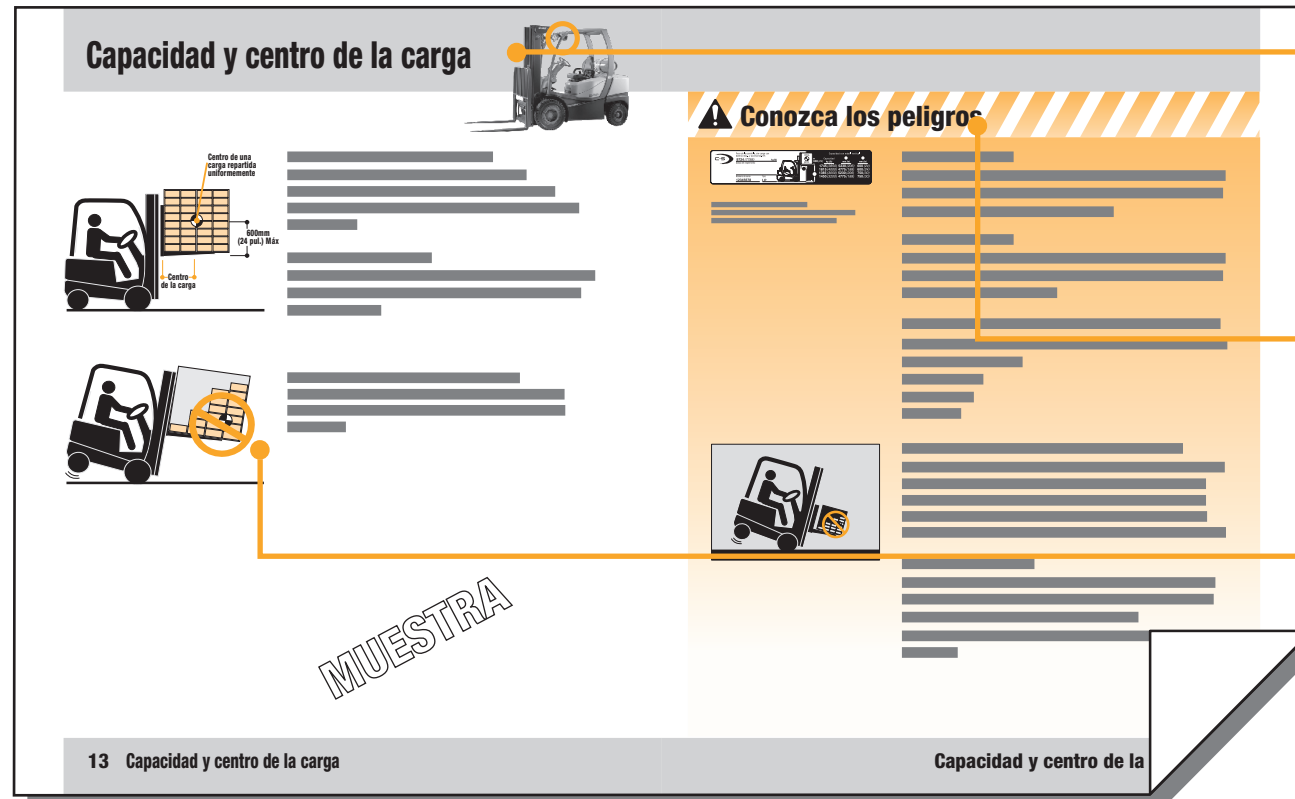 Capacidad y centro de la carga
Conozca los peligros
Centro de una
carga repartida
uniformemente
600mm
(24 pul.) Máx
Centro
de la carga
MUESTRA
13 Capacidad y centro de la carga
Capacidad y centro de la